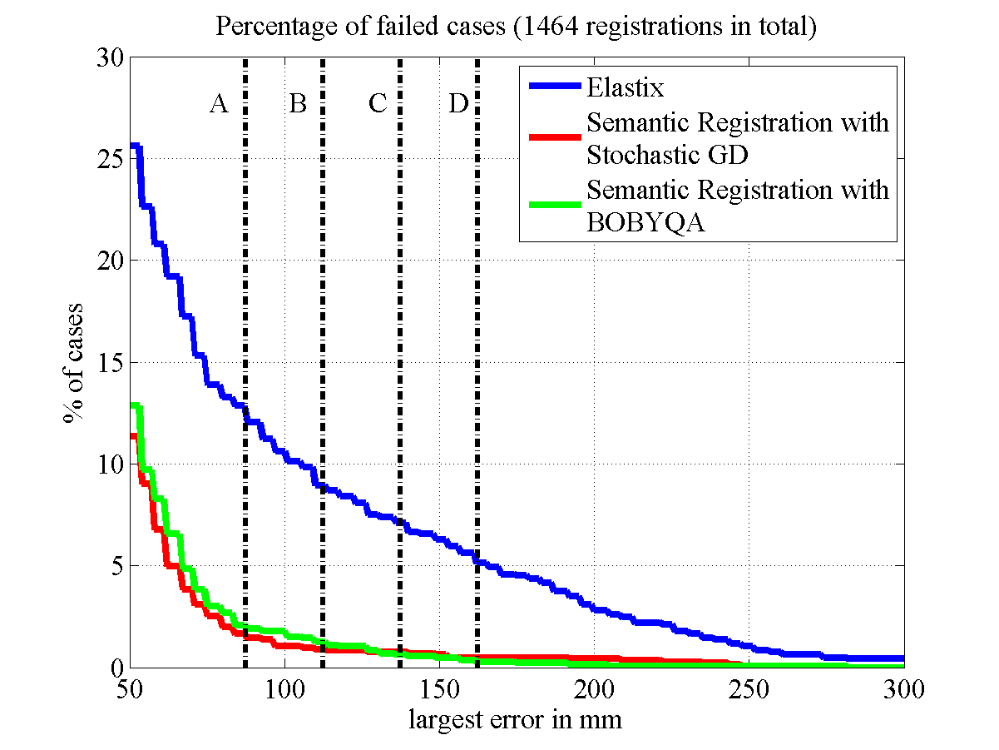 Percentage of failed cases (1464 registrations in total)
30
25
20
15
10
5
0
% of cases
A
B
C
D
Elastix
Semantic Registration with
Stochastic GD
Semantic Registration with
BOBYQA
50
100
150
200
250
300
largest error in mm